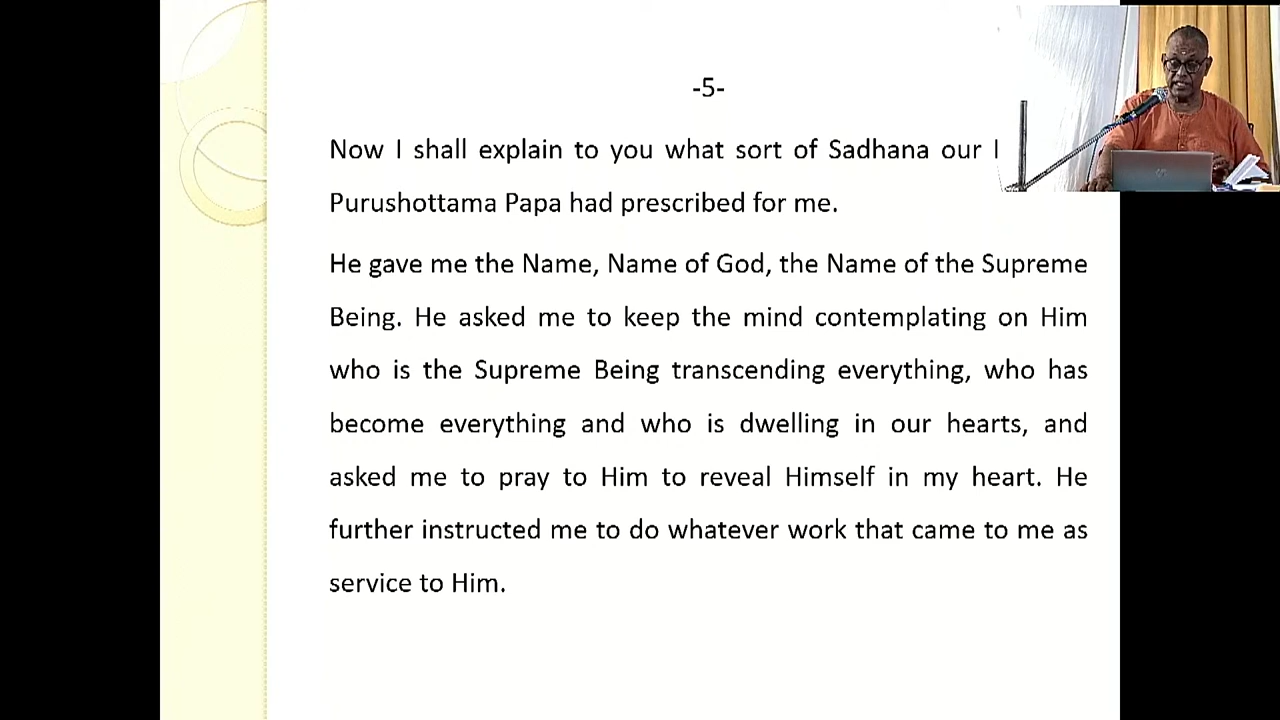 -5-
Now I shall explain to you what sort of Sadhana our
Purushottama Papa had prescribed for me.
He gave me the Name, Name of God, the Name of the Supreme
Being. He asked me to keep the mind contemplating on Him
who is the Supreme Being transcending everything, who has
become everything and who is dwelling in our hearts, and
asked me to pray to Him to reveal Himself in my heart. He
further instructed me to do whatever work that came to me as
service to Him.